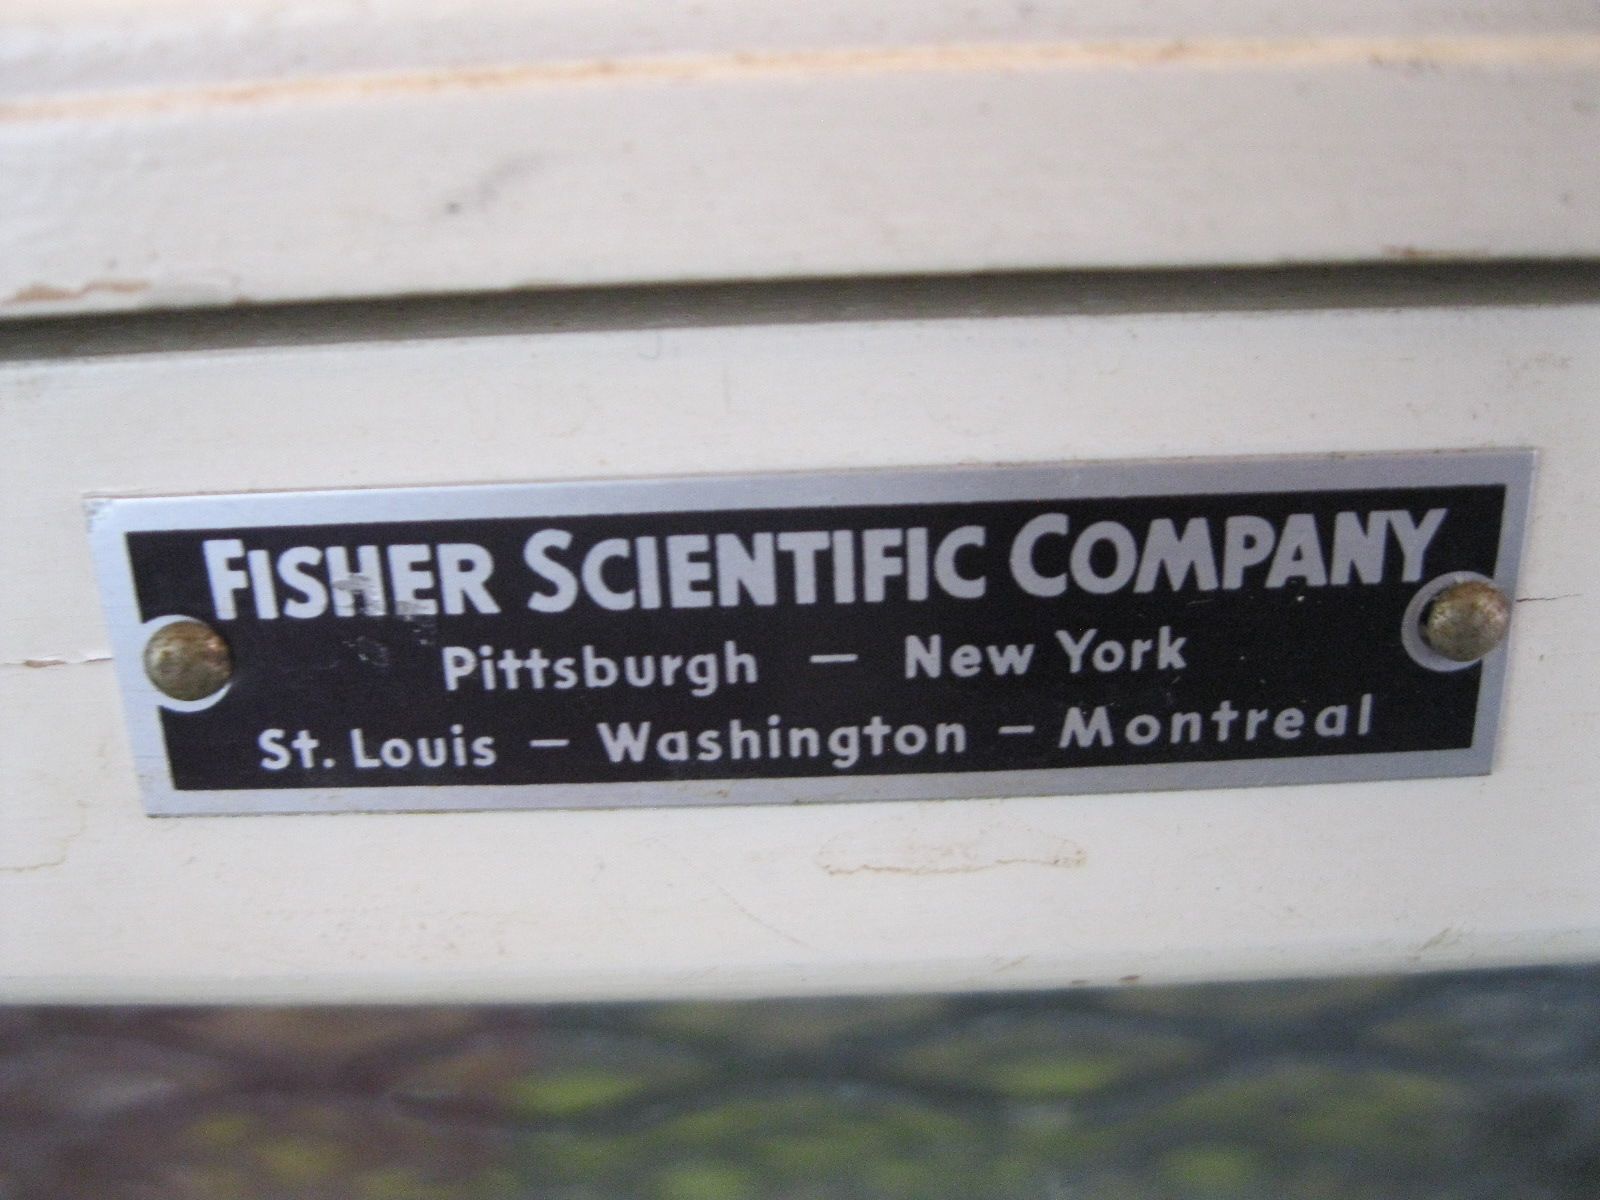 FISHER SCIENTIFIC COMPANY
Pittsburgh — New York
St. Louis — Washington — Montreal